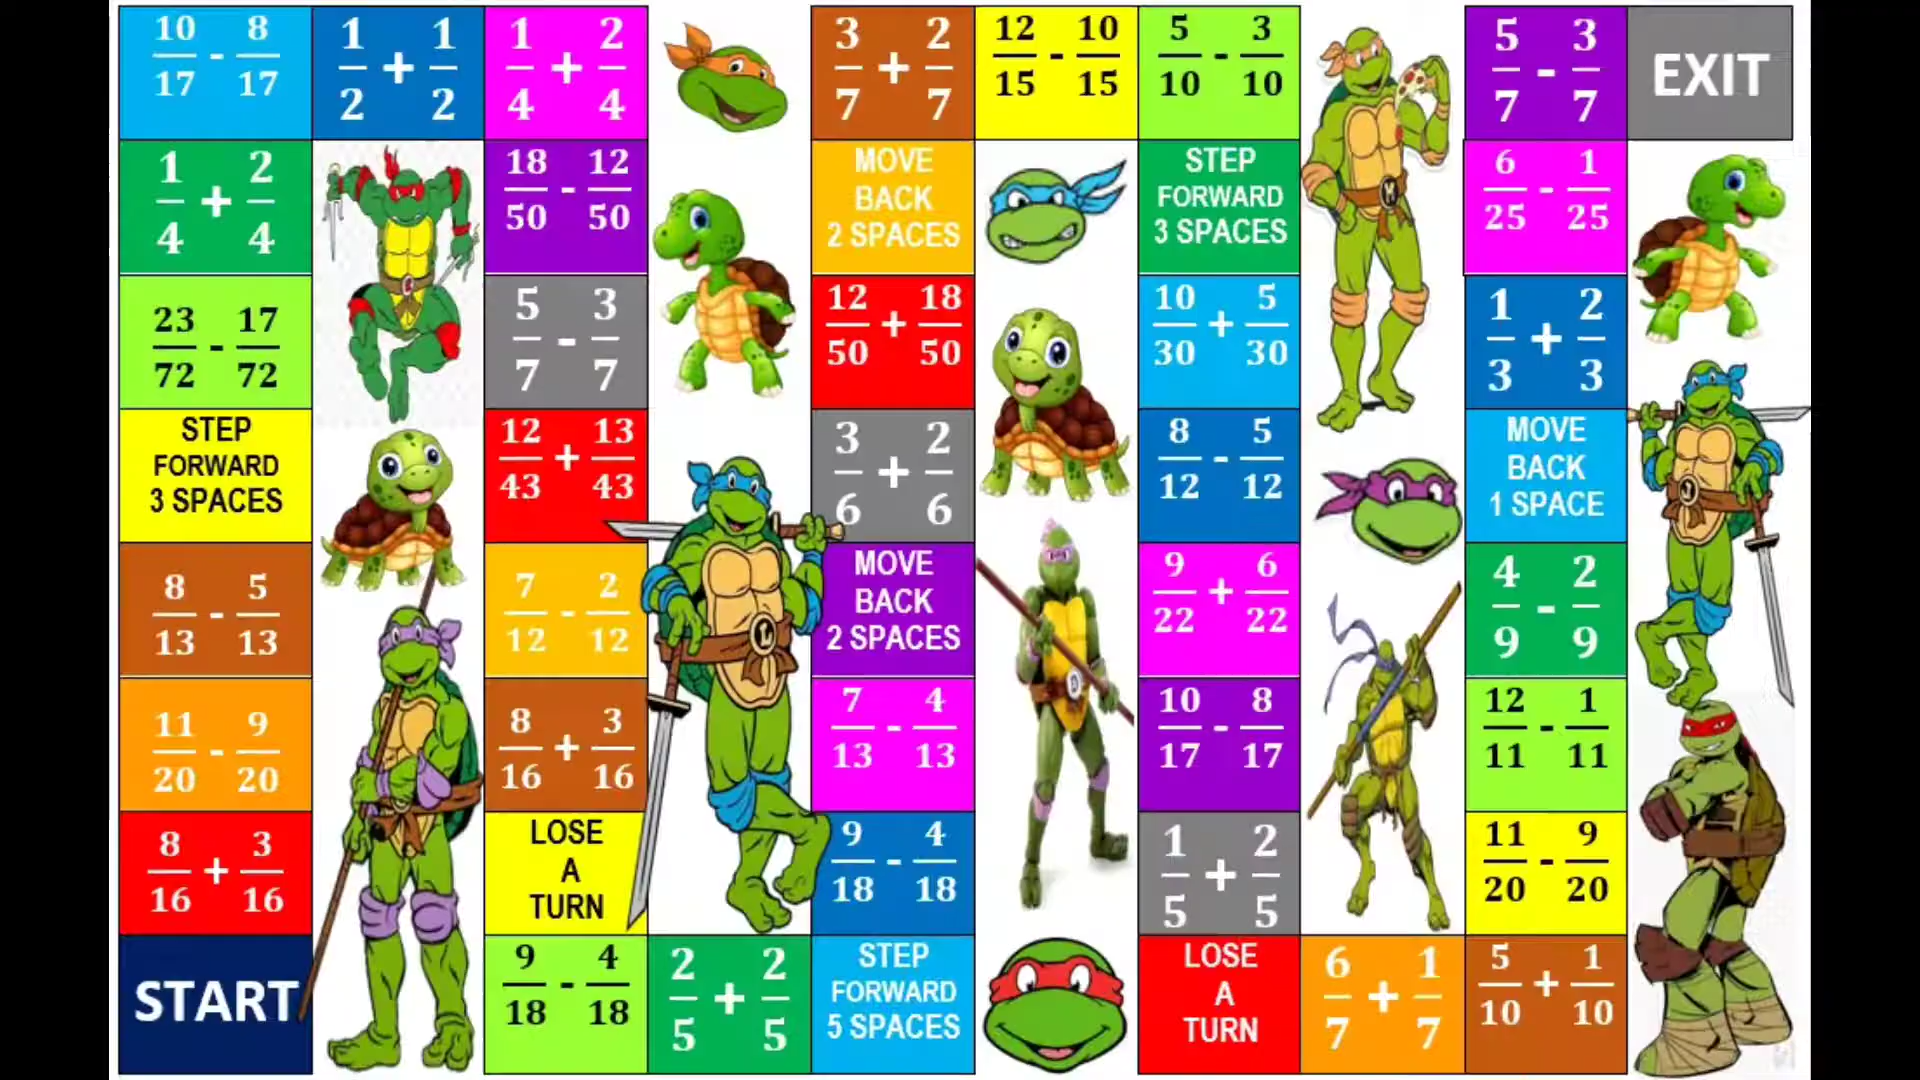 10/17 - 8/17
1/2 + 1/2
1/4 + 2/4
3/7 + 2/7
12/15 - 10/15
5/10 - 3/10
5/7 - 3/7
EXIT
1/4 + 2/4
18/50 - 12/50
MOVE
BACK
2 SPACES
STEP
FORWARD
3 SPACES
6/25 - 1/25
23/72 - 17/72
5/7 - 3/7
12/50 + 18/50
10/30 + 5/30
1/3 + 2/3
STEP
FORWARD
3 SPACES
12/43 + 13/43
3/6 + 2/6
8/12 - 5/12
MOVE
BACK
1 SPACE
8/13 - 5/13
7/12 - 2/12
MOVE
BACK
2 SPACES
9/22 + 6/22
4/9 - 2/9
11/20 - 9/20
8/16 + 3/16
7/13 - 4/13
10/17 - 8/17
12/11 - 1/11
8/16 + 3/16
LOSE
A
TURN
9/18 - 4/18
1/5 + 2/5
11/20 - 9/20
START
9/18 - 4/18
2/5 + 2/5
STEP
FORWARD
5 SPACES
LOSE
A
TURN
6/7 + 1/7
5/10 + 1/10